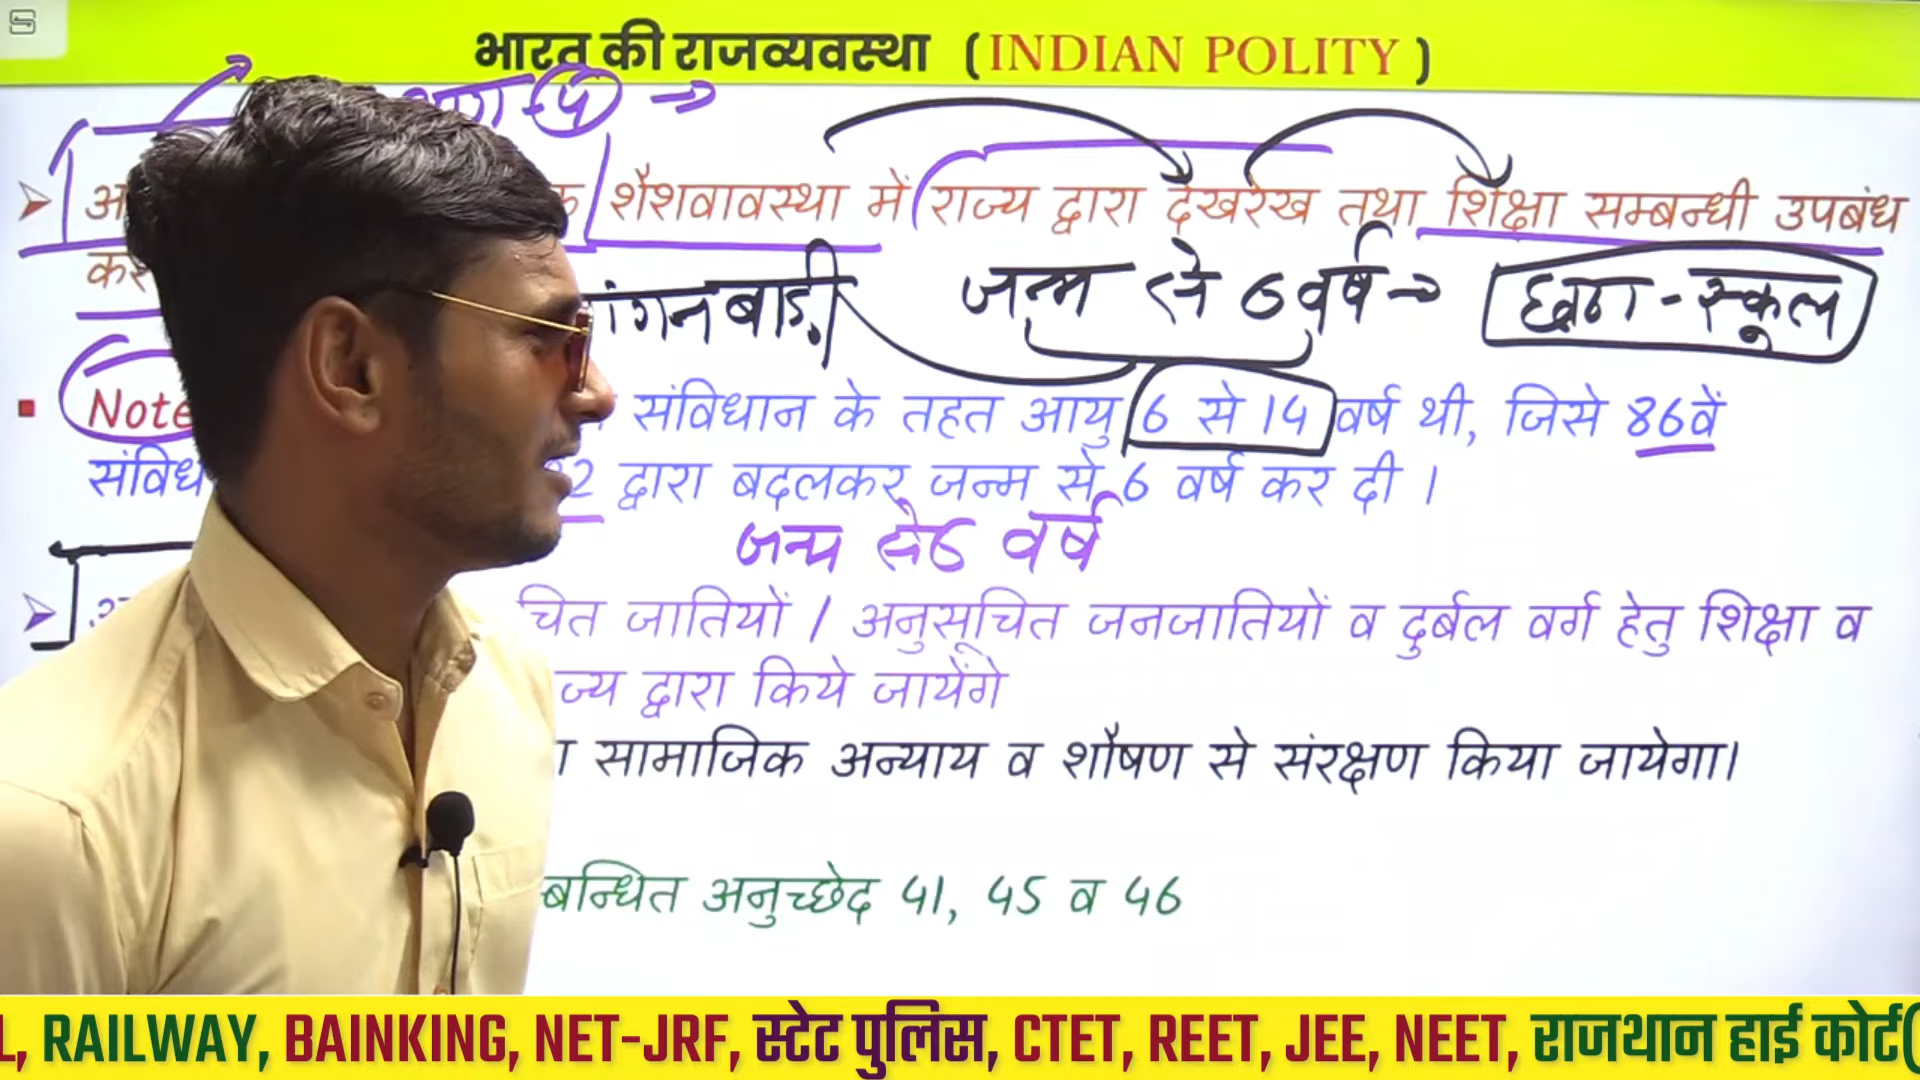 भारत की राजव्यवस्था (INDIAN POLITY)
शैशवावस्था में राज्य द्वारा देखरेख तथा शिक्षा सम्बन्धी उपबंध
जन्म से 6 वर्ष → स्कूल
Note संविधान के तहत आयु 6 से 14 वर्ष थी, जिसे 86वें
संविध 2 द्वारा बदलकर जन्म से 6 वर्ष कर दी ।
जन्म से 6 वर्ष
चित जातियों / अनुसूचित जनजातियों व दुर्बल वर्ग हेतु शिक्षा व
ज्य द्वारा किये जायेंगे
सामाजिक अन्याय व शौषण से संरक्षण किया जायेगा।
बन्धित अनुच्छेद 41, 45 व 46
L, RAILWAY, BAINKING, NET-JRF, स्टेट पुलिस, CTET, REET, JEE, NEET, राजथान हाई कोर्ट(